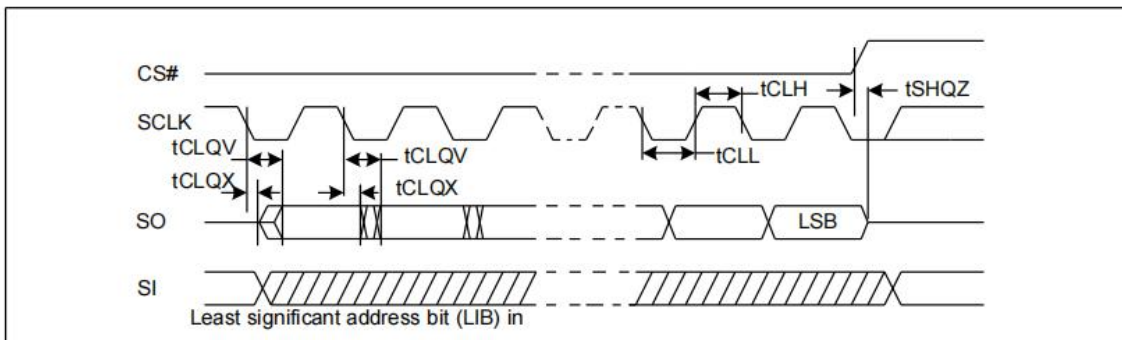 CS#
tCLH
tSHQZ
SCLK
tCLQV
tCLQV
tCLL
tCLQX
tCLQX
SO
LSB
SI
Least significant address bit (LIB) in